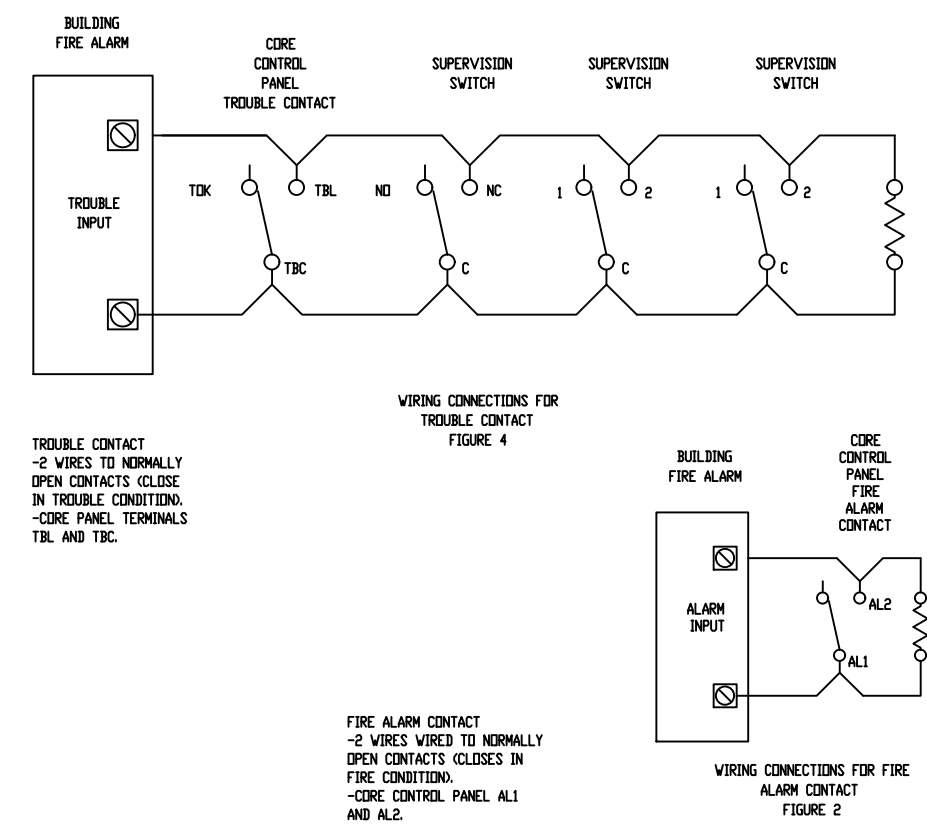 BUILDING
FIRE ALARM
CORE
CONTROL
PANEL
TROUBLE CONTACT
SUPERVISION
SWITCH
SUPERVISION
SWITCH
SUPERVISION
SWITCH
TROUBLE
INPUT
TOK
TBL
TBC
NO
NC
C
1
2
C
1
2
C
WIRING CONNECTIONS FOR
TROUBLE CONTACT
FIGURE 4
TROUBLE CONTACT
-2 WIRES TO NORMALLY
OPEN CONTACTS (CLOSE
IN TROUBLE CONDITION).
-CORE PANEL TERMINALS
TBL AND TBC.
BUILDING
FIRE ALARM
CORE
CONTROL
PANEL
FIRE
ALARM
CONTACT
ALARM
INPUT
AL2
AL1
FIRE ALARM CONTACT
-2 WIRES WIRED TO NORMALLY
OPEN CONTACTS (CLOSES IN
FIRE CONDITION).
-CORE CONTROL PANEL AL1
AND AL2.
WIRING CONNECTIONS FOR FIRE
ALARM CONTACT
FIGURE 2